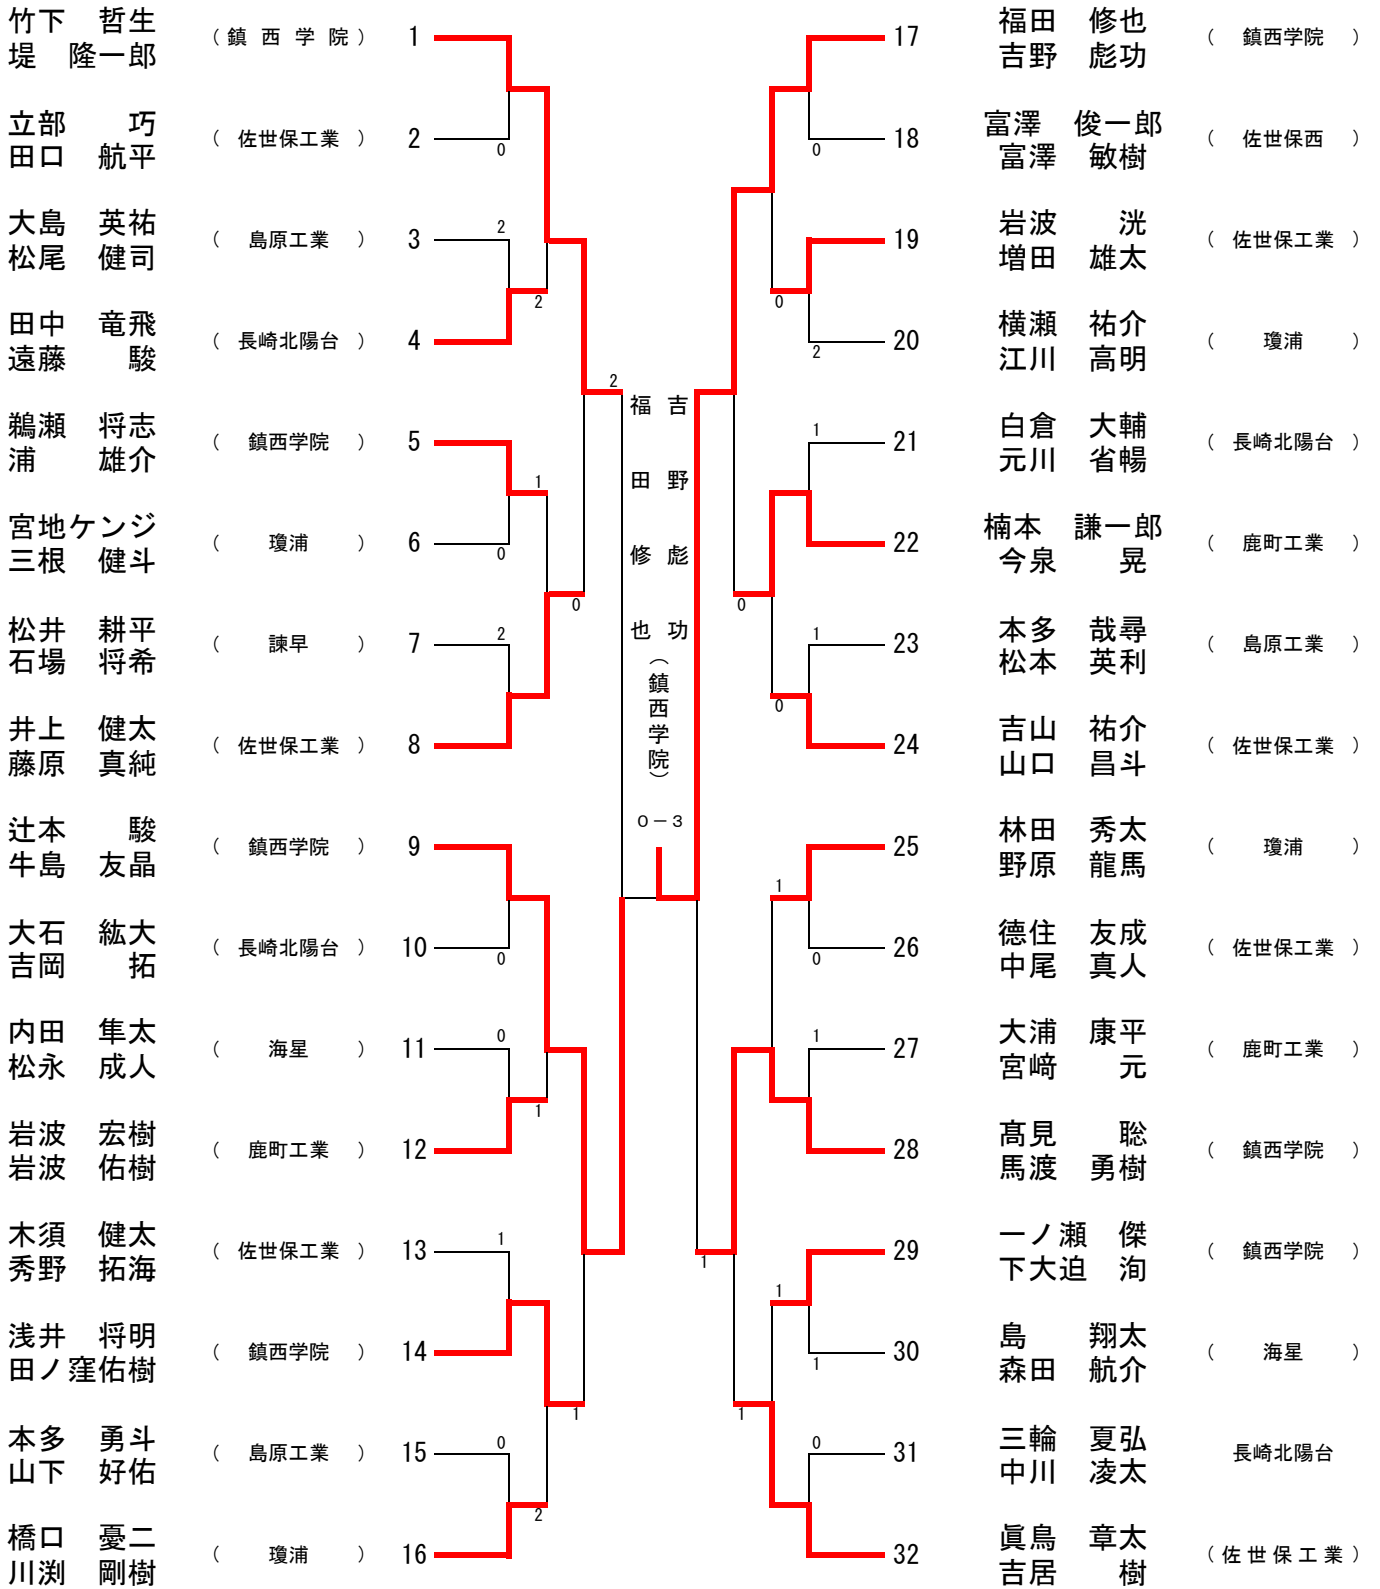 竹下　哲生
堤　隆一郎
（鎮西学院）
1
立部　　巧
田口　航平
（佐世保工業）
2
0
大島　英祐
松尾　健司
（島原工業）
3
2
田中　竜飛
遠藤　　駿
（長崎北陽台）
4
2
2
鵜瀬　将志
浦　　雄介
（鎮西学院）
5
1
宮地ケンジ
三根　健斗
（瓊浦）
6
0
0
松井　耕平
石場　将希
（諫早）
7
2
井上　健太
藤原　真純
（佐世保工業）
8
辻本　　駿
牛島　友晶
（鎮西学院）
9
大石　紘大
吉岡　　拓
（長崎北陽台）
10
0
内田　隼太
松永　成人
（海星）
11
0
岩波　宏樹
岩波　佑樹
（鹿町工業）
12
1
木須　健太
秀野　拓海
（佐世保工業）
13
1
浅井　将明
田ノ窪佑樹
（鎮西学院）
14
1
本多　勇斗
山下　好佑
（島原工業）
15
0
橋口　憂二
川渕　剛樹
（瓊浦）
16
2
福田修也
吉野彪功
（鎮西学院）
0－3
17
福田　修也
吉野　彪功
（鎮西学院）
18
0
富澤　俊一郎
富澤　敏樹
（佐世保西）
19
岩波　　洸
増田　雄太
（佐世保工業）
0
20
2
横瀬　祐介
江川　高明
（瓊浦）
21
1
白倉　大輔
元川　省暢
（長崎北陽台）
22
楠本　謙一郎
今泉　　晃
（鹿町工業）
0
23
1
本多　哉尋
松本　英利
（島原工業）
24
0
吉山　祐介
山口　昌斗
（佐世保工業）
25
林田　秀太
野原　龍馬
（瓊浦）
1
26
0
德住　友成
中尾　真人
（佐世保工業）
27
1
大浦　康平
宮﨑　　元
（鹿町工業）
28
髙見　　聡
馬渡　勇樹
（鎮西学院）
1
29
一ノ瀬　傑
下大迫　洵
（鎮西学院）
1
30
1
島　　翔太
森田　航介
（海星）
1
31
0
三輪　夏弘
中川　凌太
長崎北陽台
32
眞鳥　章太
吉居　　樹
（佐世保工業）